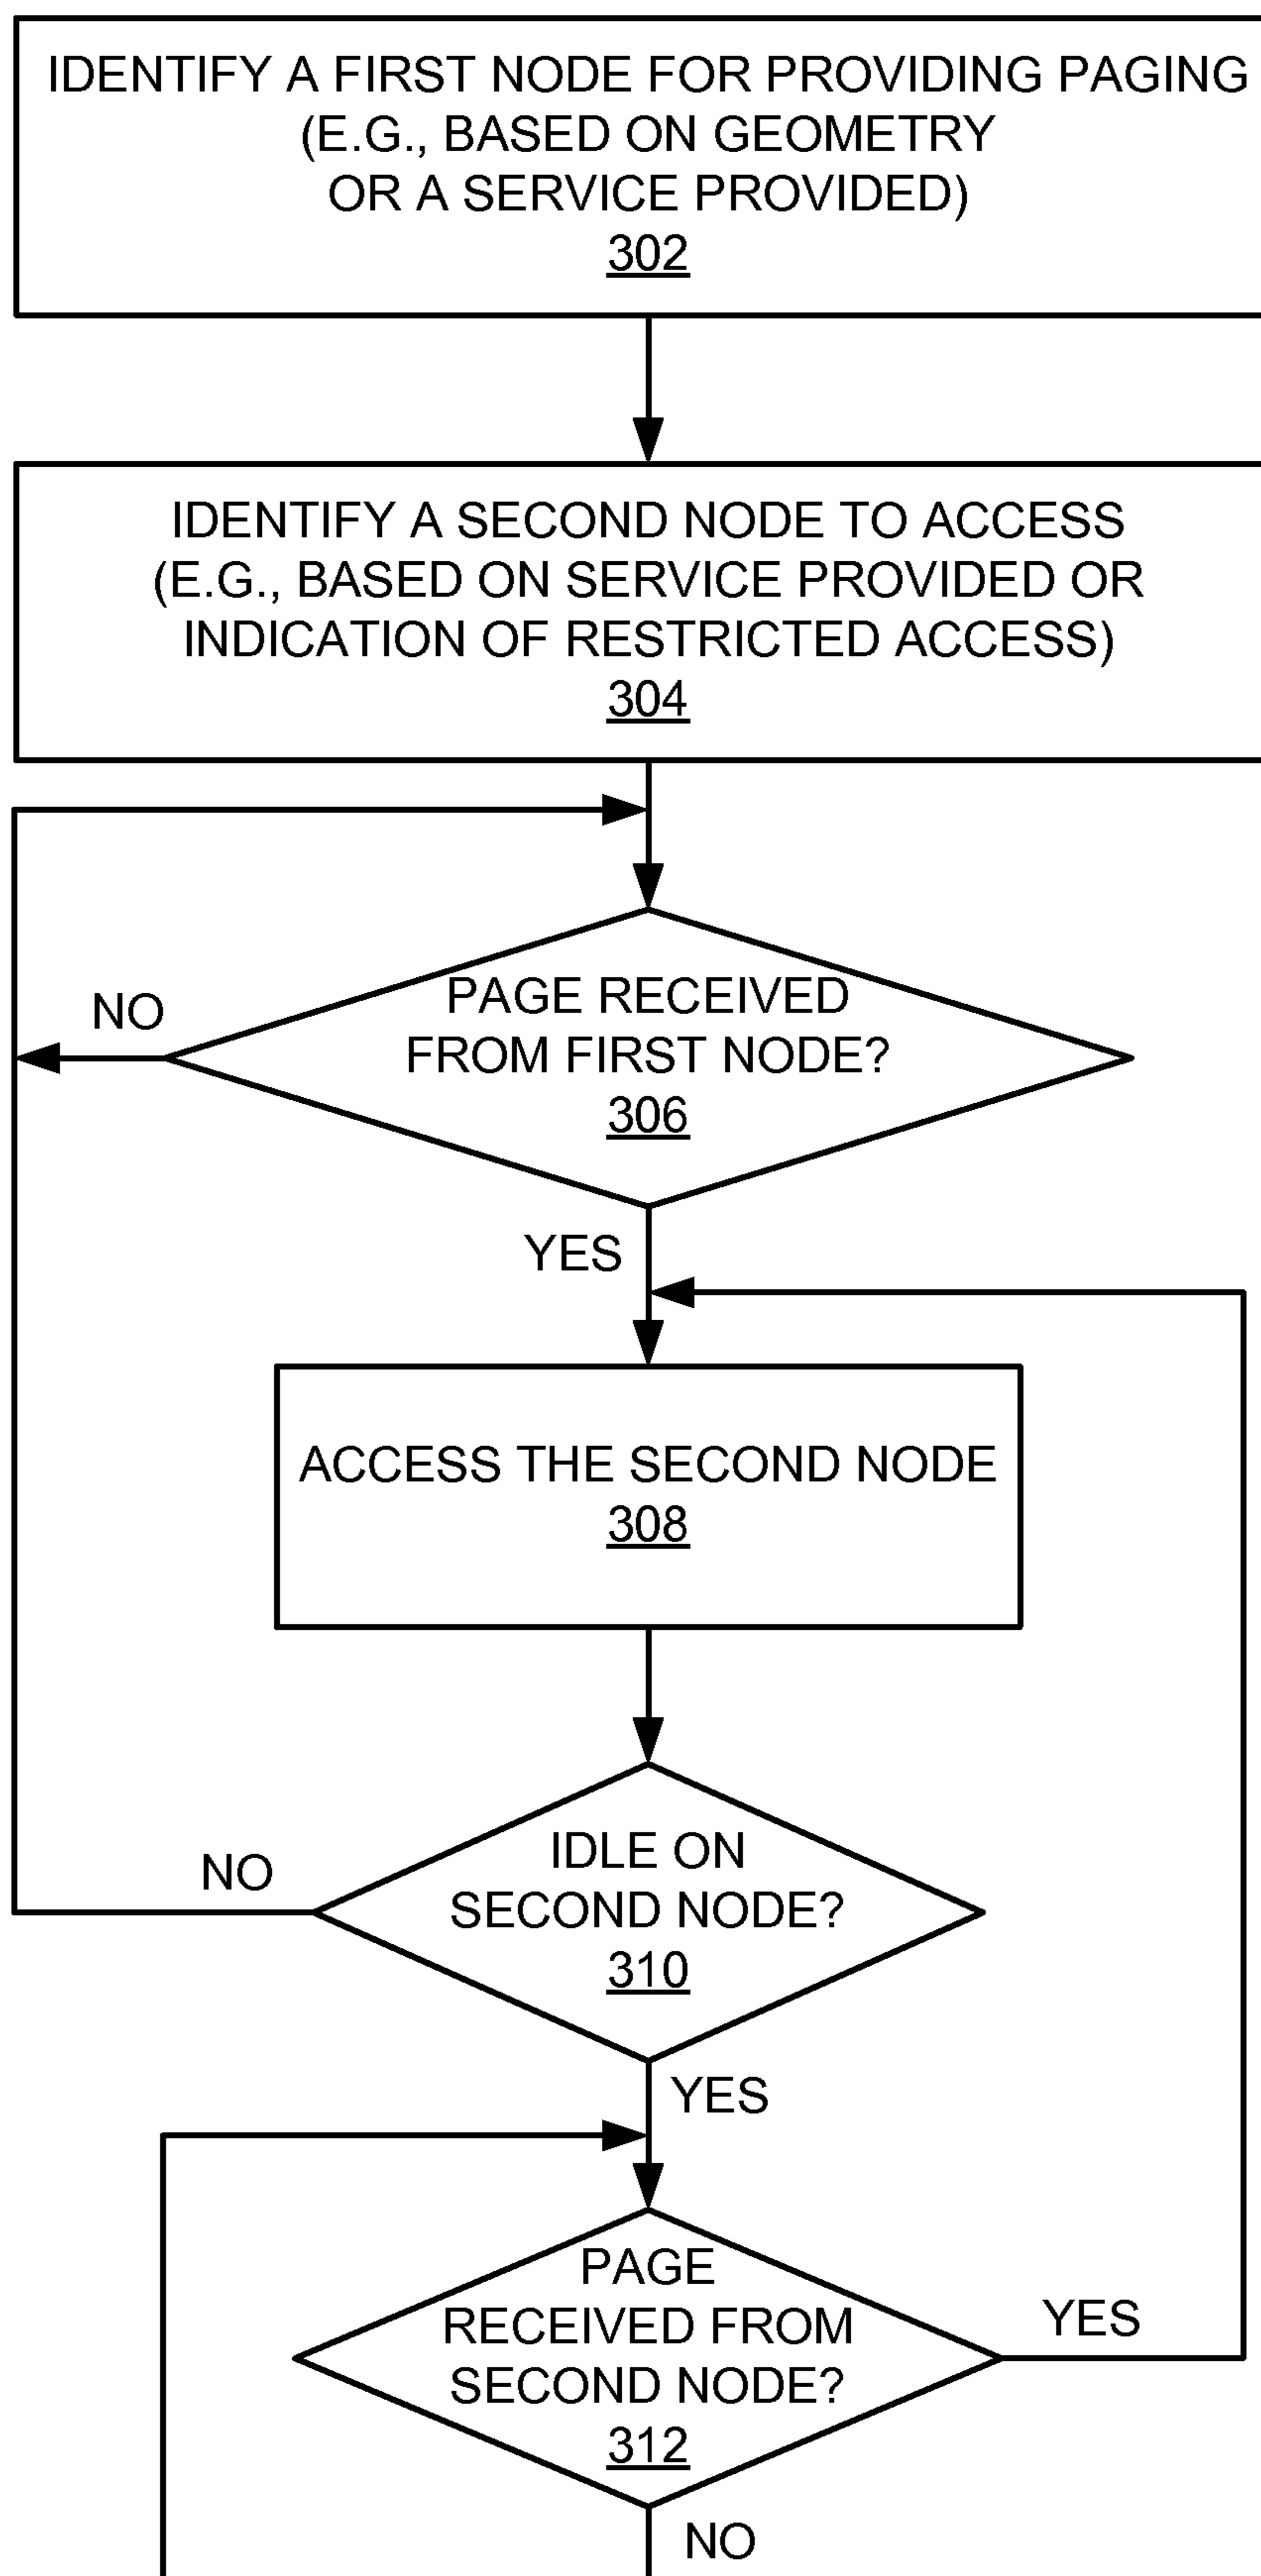 IDENTIFY A FIRST NODE FOR PROVIDING PAGING
(E.G., BASED ON GEOMETRY
OR A SERVICE PROVIDED)
302
IDENTIFY A SECOND NODE TO ACCESS
(E.G., BASED ON SERVICE PROVIDED OR
INDICATION OF RESTRICTED ACCESS)
304
NO
PAGE RECEIVED
FROM FIRST NODE?
306
YES
ACCESS THE SECOND NODE
308
NO
IDLE ON
SECOND NODE?
310
YES
PAGE
RECEIVED FROM
SECOND NODE?
312
YES
NO